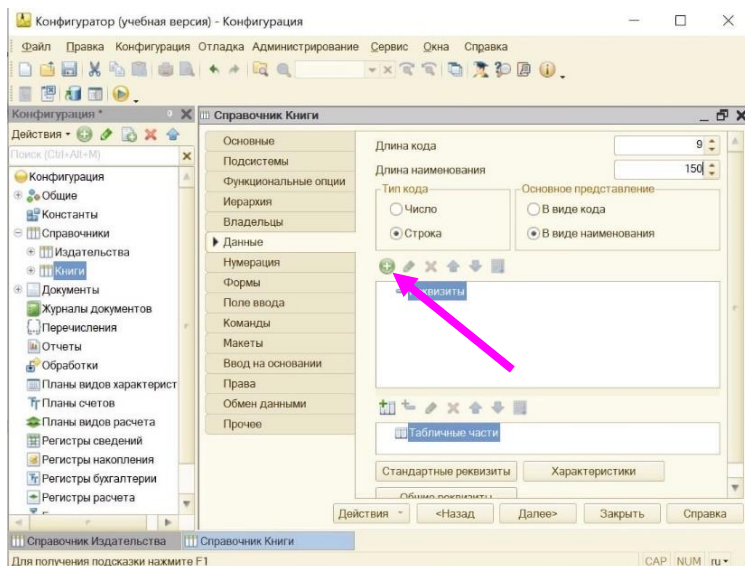 Конфигуратор (учебная версия) - Конфигурация
Файл Правка Конфигурация Отладка Администрирование Сервис Окна Справка
Конфигурация *
Действия
Поиск (Ctrl+Alt+M)
Конфигурация
Общие
Константы
Справочники
Издательства
Книги
Документы
Журналы документов
Перечисления
Отчеты
Обработки
Планы видов характерист
Планы счетов
Планы видов расчета
Регистры сведений
Регистры накопления
Регистры бухгалтерии
Регистры расчета
Справочник Книги
Основные
Подсистемы
Функциональные опции
Иерархия
Владельцы
Данные
Нумерация
Формы
Поле ввода
Команды
Макеты
Ввод на основании
Права
Обмен данными
Прочее
Длина кода 9
Длина наименования 150
Тип кода
Число
Строка
Основное представление
В виде кода
В виде наименования
Реквизиты
Табличные части
Стандартные реквизиты Характеристики
Общие реквизиты
Действия <Назад Далее> Закрыть Справка
Справочник Издательства Справочник Книги
Для получения подсказки нажмите F1 CAP NUM ru